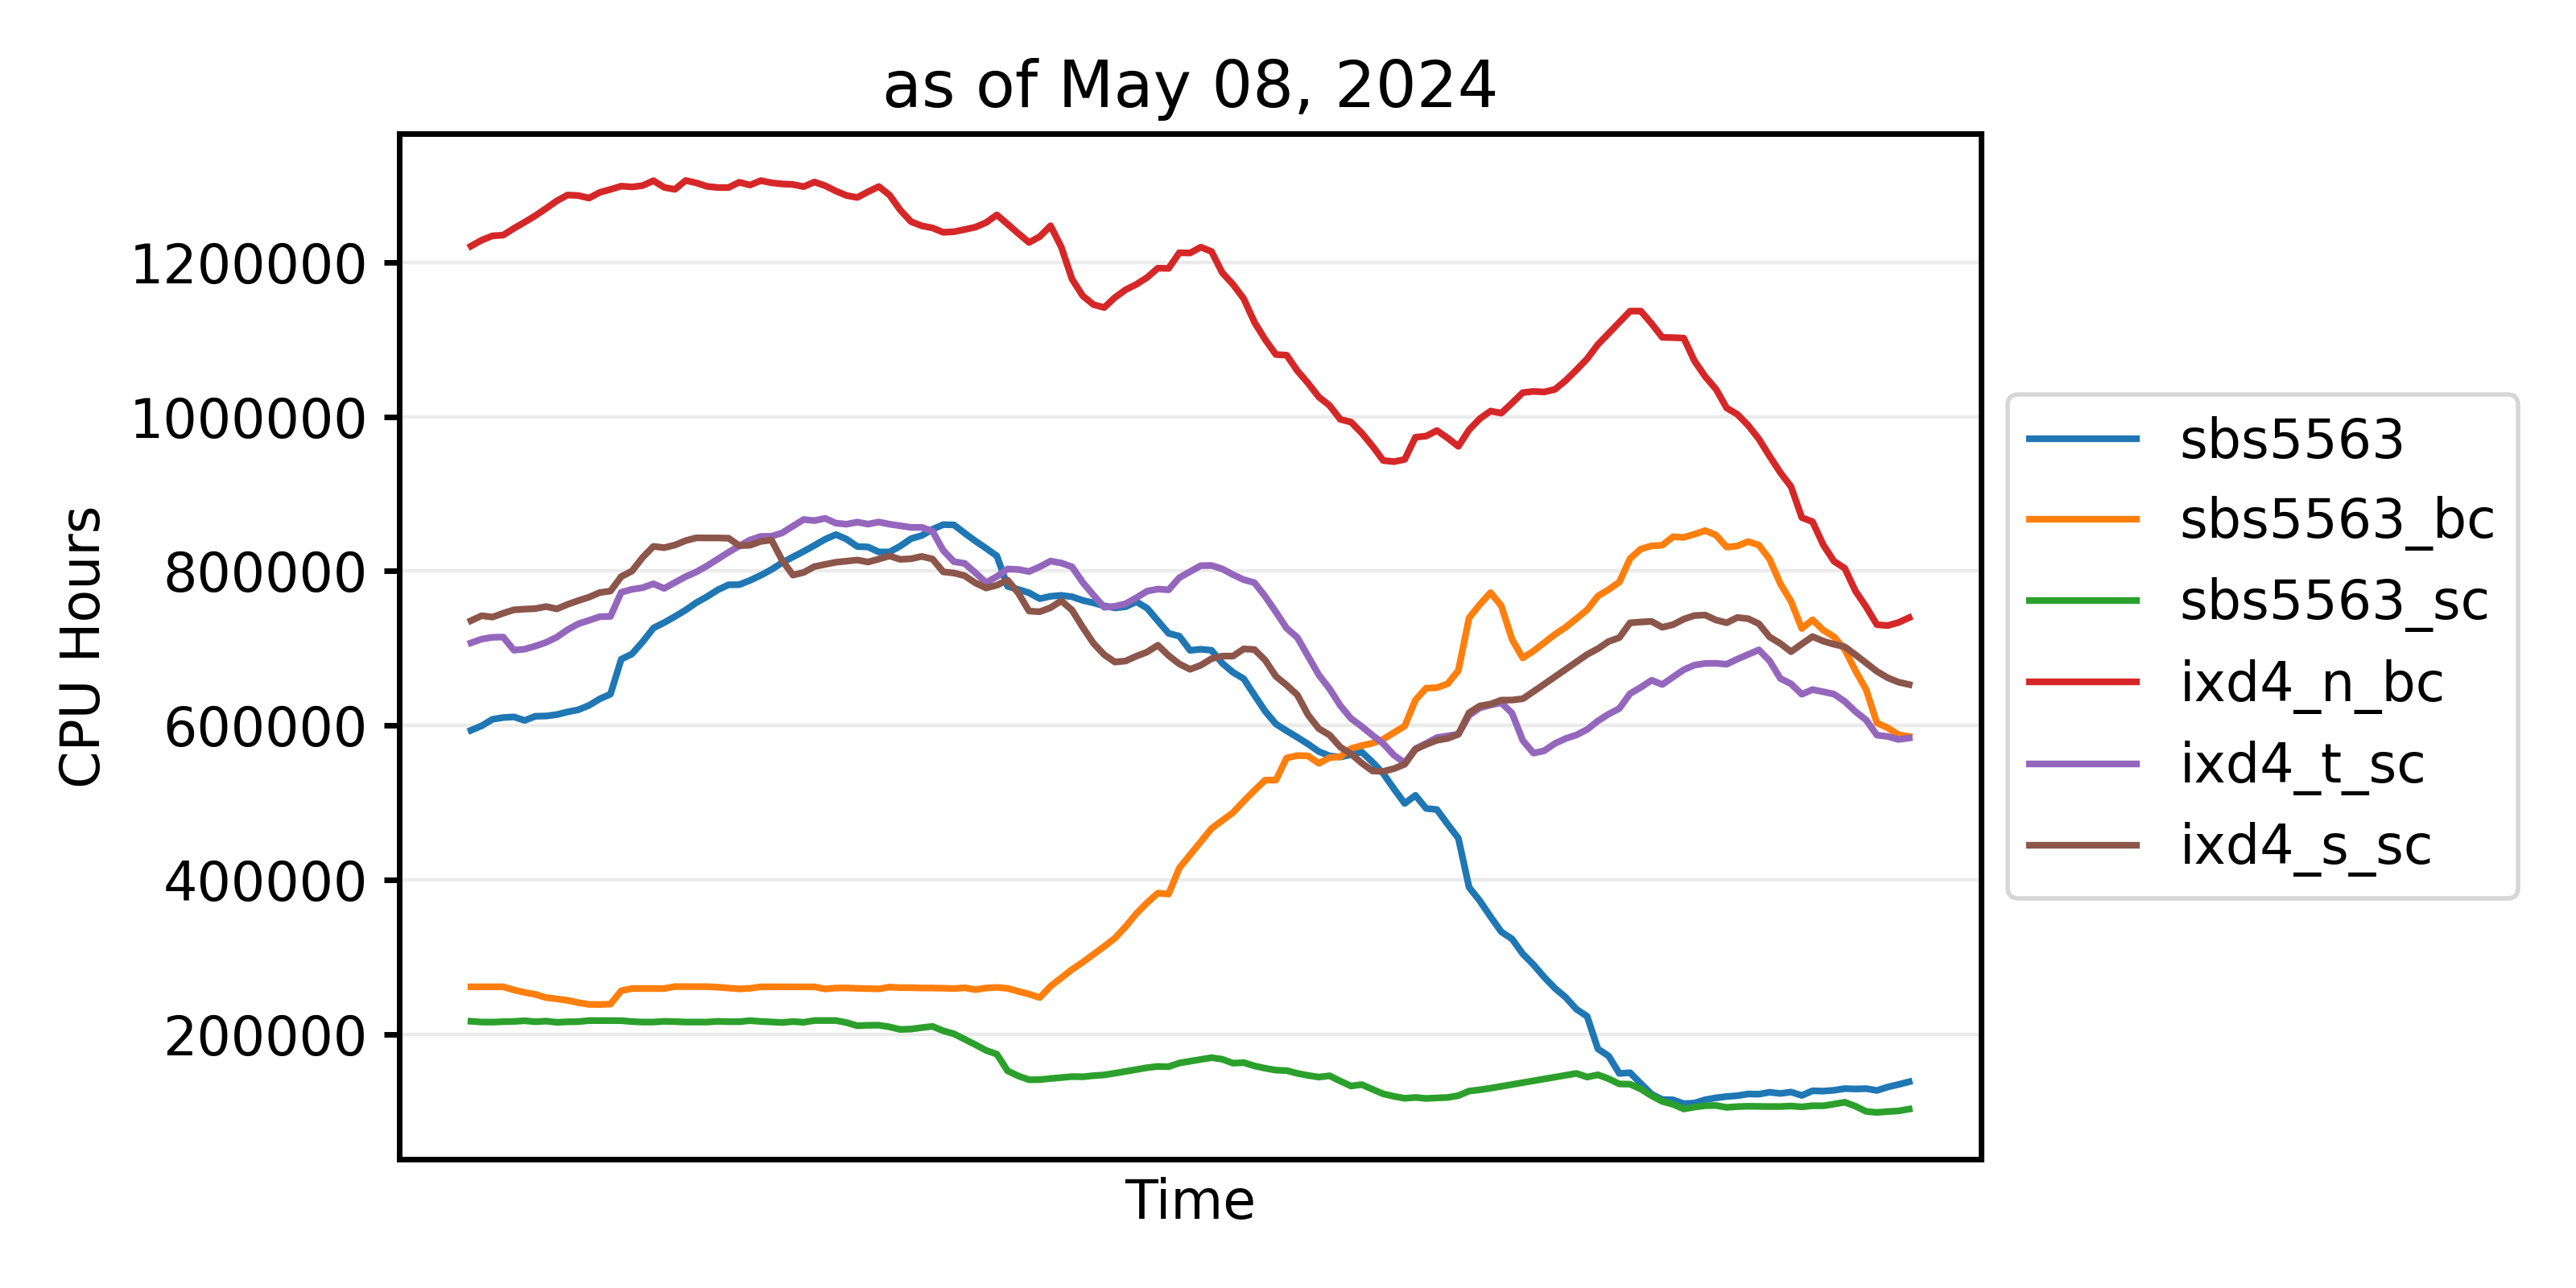 as of May 08, 2024
CPU Hours
1200000
1000000
800000
600000
400000
200000
Time
sbs5563
sbs5563_bc
sbs5563_sc
ixd4_n_bc
ixd4_t_sc
ixd4_s_sc